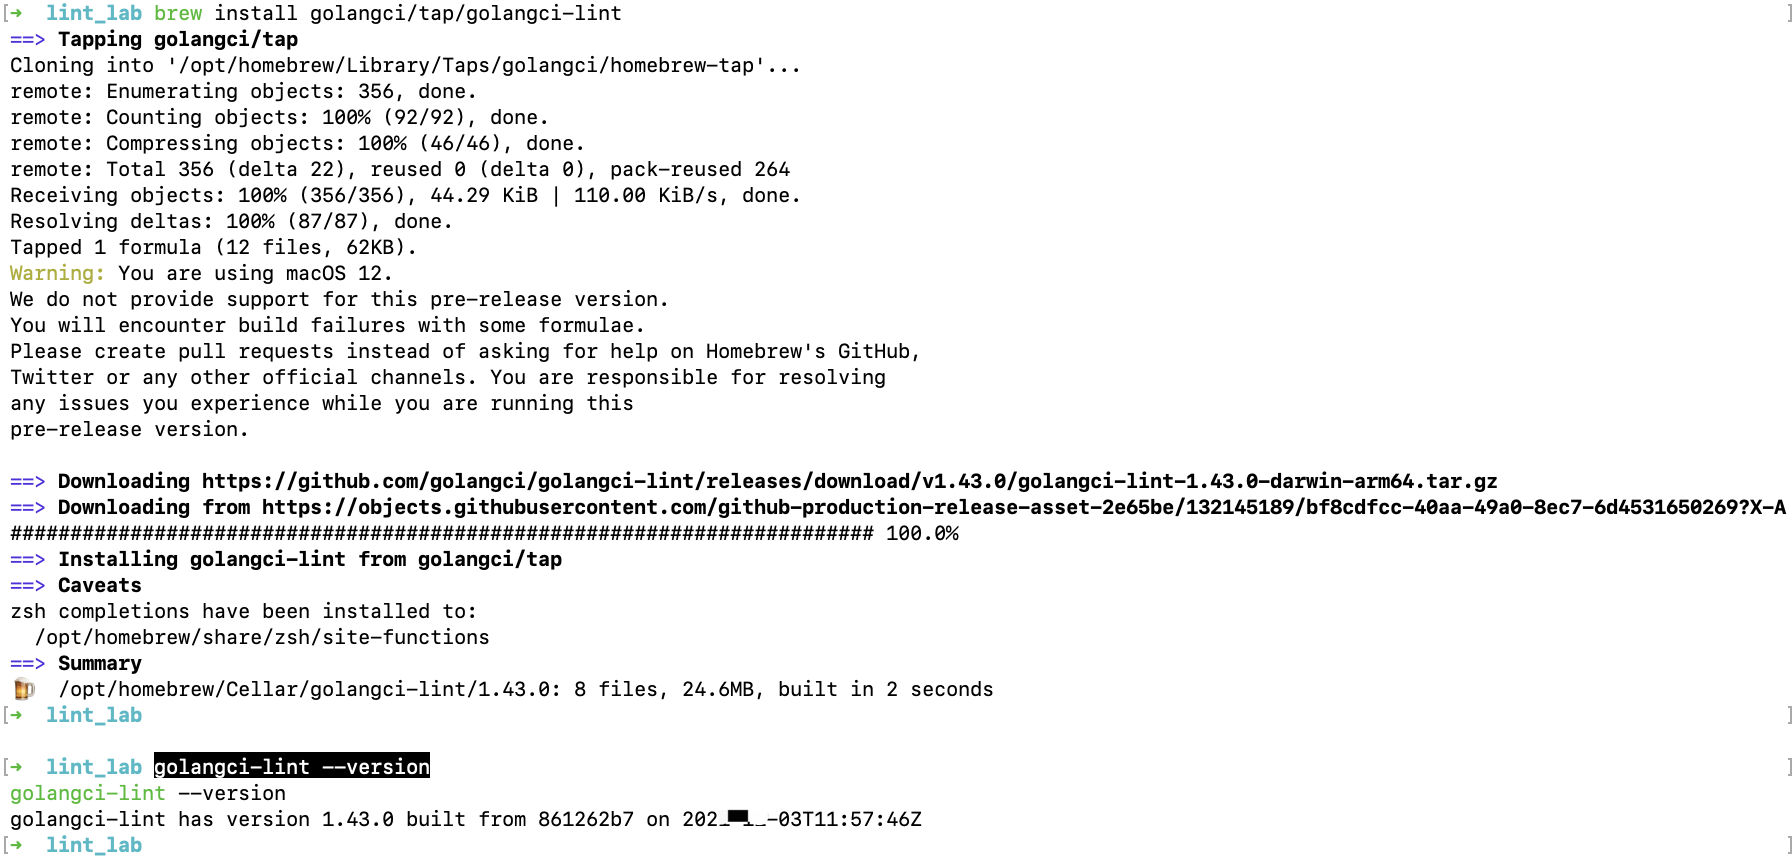 [➜  lint_lab brew install golangci/tap/golangci-lint ]
==> Tapping golangci/tap
Cloning into '/opt/homebrew/Library/Taps/golangci/homebrew-tap'...
remote: Enumerating objects: 356, done.
remote: Counting objects: 100% (92/92), done.
remote: Compressing objects: 100% (46/46), done.
remote: Total 356 (delta 22), reused 0 (delta 0), pack-reused 264
Receiving objects: 100% (356/356), 44.29 KiB | 110.00 KiB/s, done.
Resolving deltas: 100% (87/87), done.
Tapped 1 formula (12 files, 62KB).
Warning: You are using macOS 12.
We do not provide support for this pre-release version.
You will encounter build failures with some formulae.
Please create pull requests instead of asking for help on Homebrew's GitHub,
Twitter or any other official channels. You are responsible for resolving
any issues you experience while you are running this
pre-release version.
==> Downloading https://github.com/golangci/golangci-lint/releases/download/v1.43.0/golangci-lint-1.43.0-darwin-arm64.tar.gz
==> Downloading from https://objects.githubusercontent.com/github-production-release-asset-2e65be/132145189/bf8cdfcc-40aa-49a0-8ec7-6d4531650269?X-A
######################################################################## 100.0%
==> Installing golangci-lint from golangci/tap
==> Caveats
zsh completions have been installed to:
  /opt/homebrew/share/zsh/site-functions
==> Summary
🍺  /opt/homebrew/Cellar/golangci-lint/1.43.0: 8 files, 24.6MB, built in 2 seconds
[➜  lint_lab ]
[➜  lint_lab golangci-lint --version ]
golangci-lint --version
golangci-lint has version 1.43.0 built from 861262b7 on -03T11:57:46Z
[➜  lint_lab ]